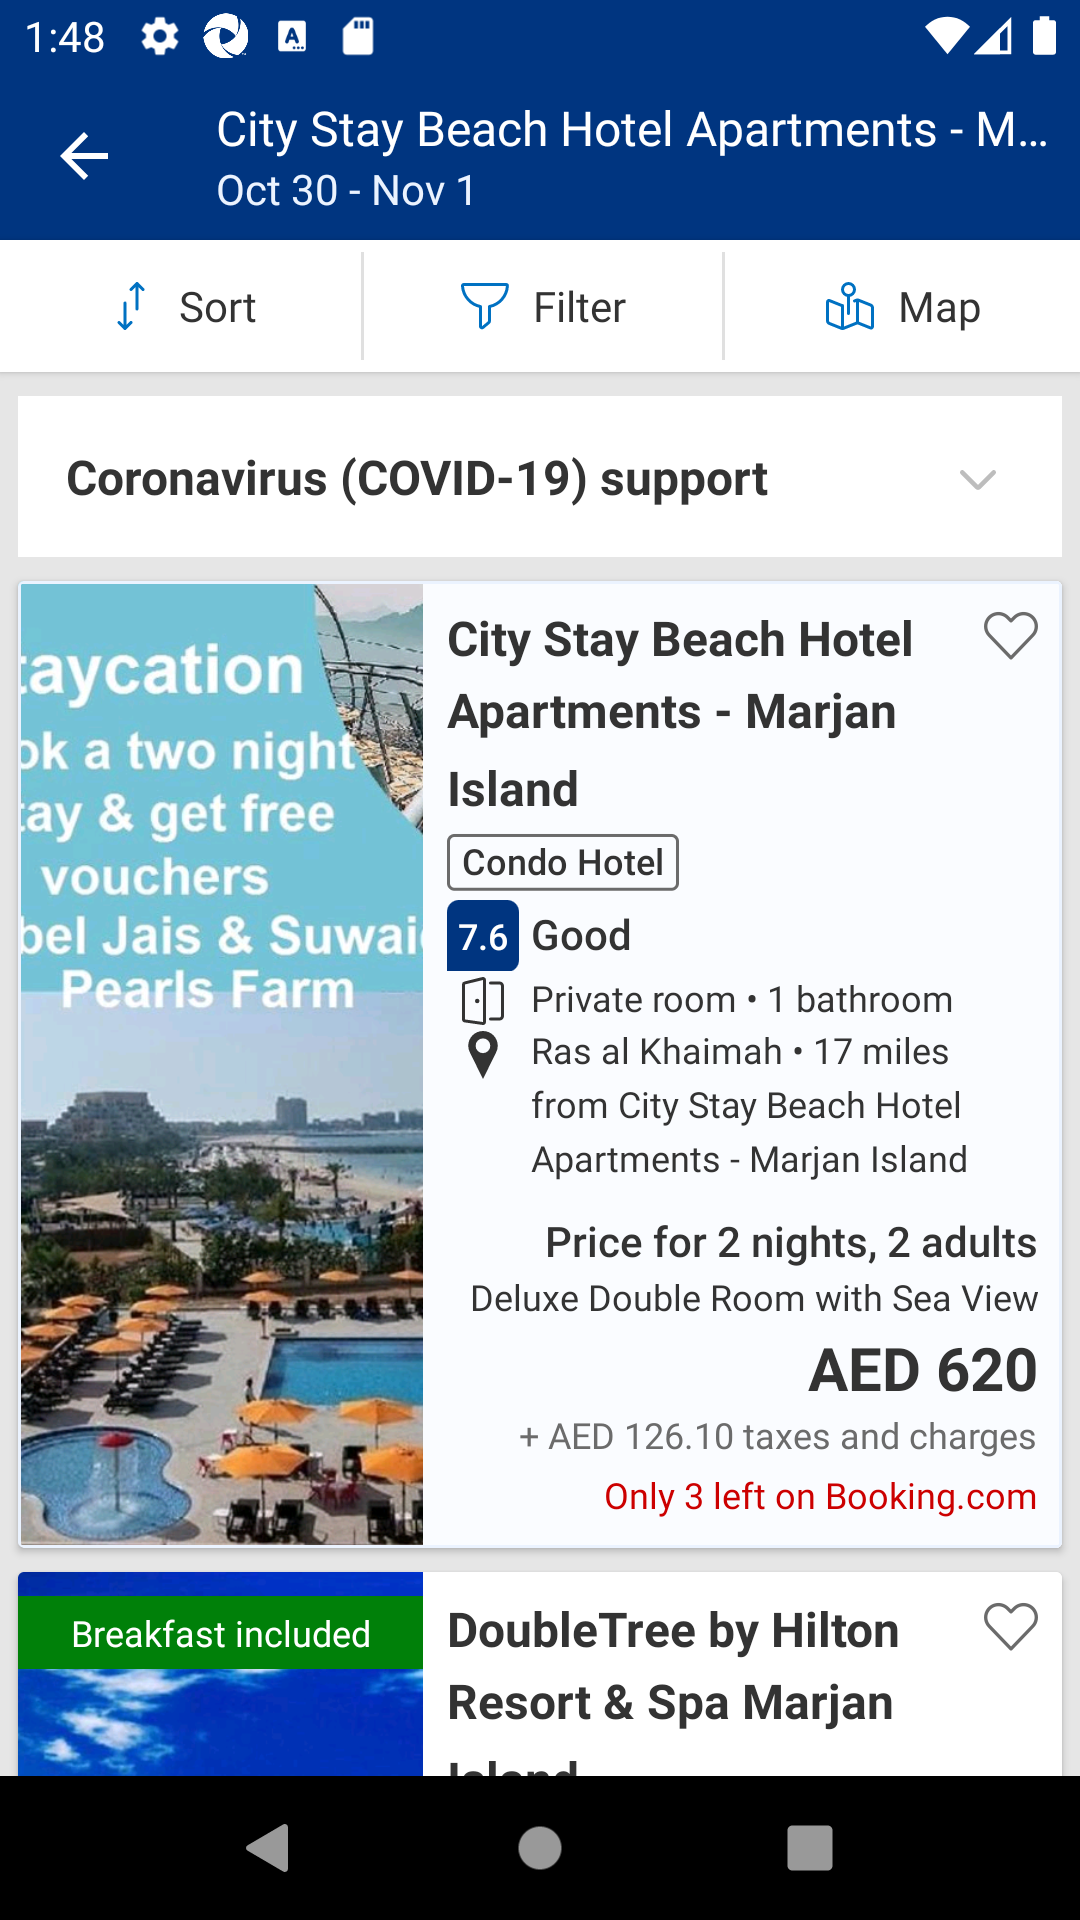 1:48
City Stay Beach Hotel Apartments - M...
Oct 30 - Nov 1
Sort
Filter
Map
Coronavirus (COVID-19) support
taycation
ok a two night
tay & get free
vouchers
bel Jais & Suwai
Pearls Farm
City Stay Beach Hotel
Apartments - Marjan
Island
Condo Hotel
7.6 Good
Private room • 1 bathroom
Ras al Khaimah • 17 miles
from City Stay Beach Hotel
Apartments - Marjan Island
Price for 2 nights, 2 adults
Deluxe Double Room with Sea View
AED 620
+ AED 126.10 taxes and charges
Only 3 left on Booking.com
Breakfast included
DoubleTree by Hilton
Resort & Spa Marjan
Island